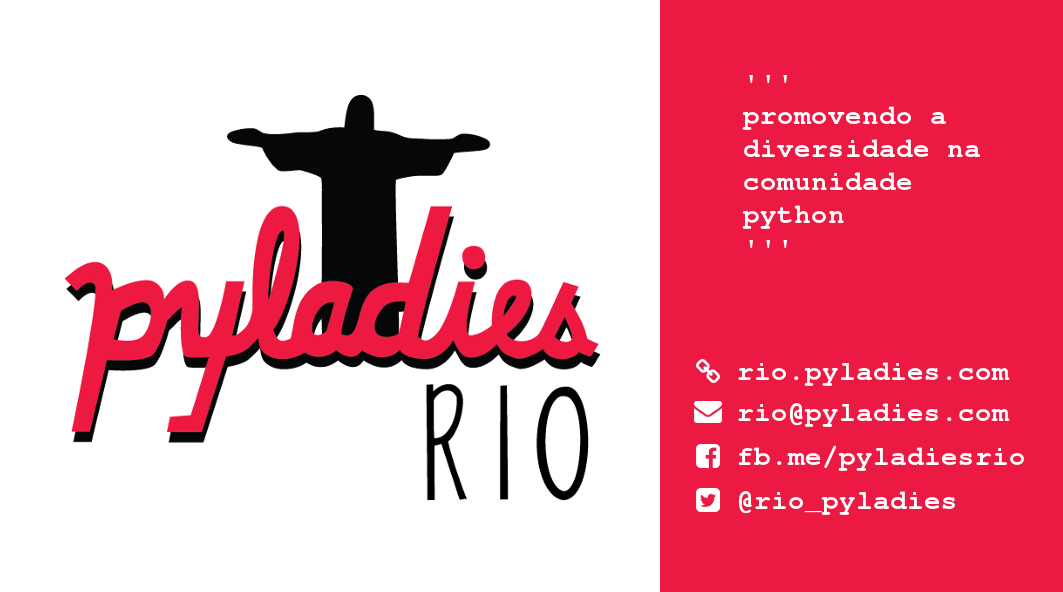 pyladies
RIO
'''
promovendo a
diversidade na
comunidade
python
'''
rio.pyladies.com
rio@pyladies.com
fb.me/pyladiesrio
@rio_pyladies